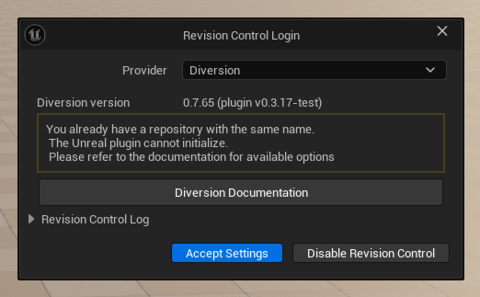 Revision Control Login
Provider Diversion
Diversion version 0.7.65 (plugin v0.3.17-test)
You already have a repository with the same name.
The Unreal plugin cannot initialize.
Please refer to the documentation for available options
Diversion Documentation
Revision Control Log
Accept Settings Disable Revision Control